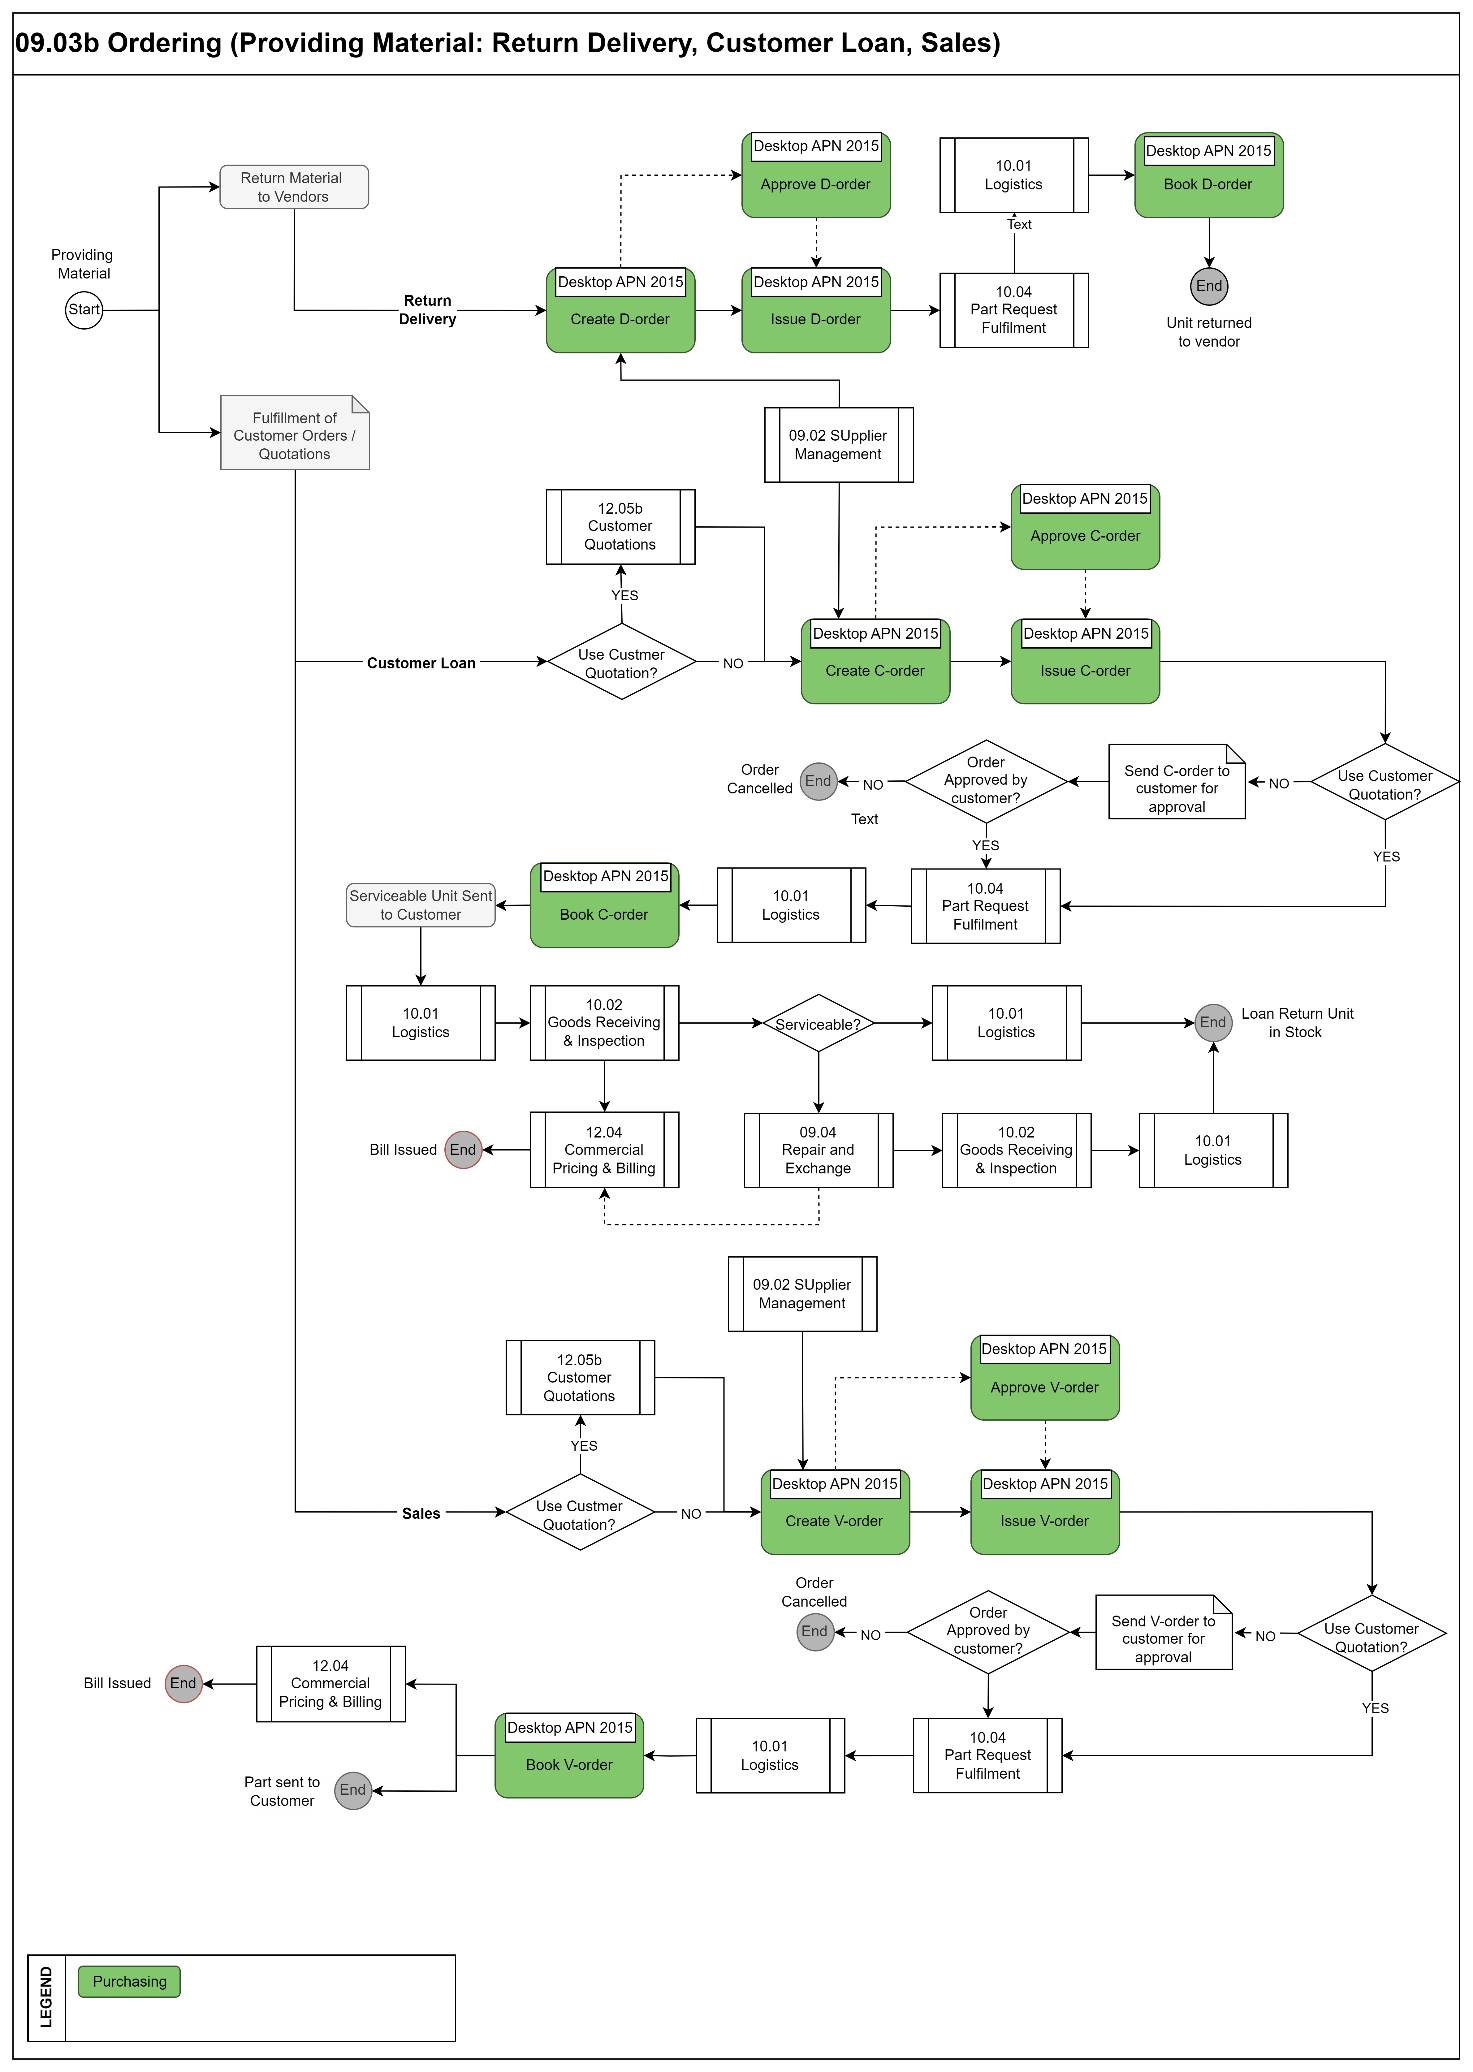 09.03b Ordering (Providing Material: Return Delivery, Customer Loan, Sales)
Desktop APN 2015
Approve D-order
10.01
Logistics
Desktop APN 2015
Book D-order
Return Material
to Vendors
Text
Providing
Material
Start
Return
Delivery
Desktop APN 2015
Create D-order
Desktop APN 2015
Issue D-order
10.04
Part Request
Fulfilment
End
Unit returned
to vendor
Fulfillment of
Customer Orders /
Quotations
09.02 SUpplier
Management
12.05b
Customer
Quotations
Desktop APN 2015
Approve C-order
YES
Customer Loan
Use Custmer
Quotation?
NO
Desktop APN 2015
Create C-order
Desktop APN 2015
Issue C-order
Order
Cancelled
End
NO
Order
Approved by
customer?
Send C-order to
customer for
approval
NO
Use Customer
Quotation?
Text
YES
YES
Serviceable Unit Sent
to Customer
Desktop APN 2015
Book C-order
10.01
Logistics
10.04
Part Request
Fulfilment
10.01
Logistics
10.02
Goods Receiving
& Inspection
Serviceable?
10.01
Logistics
End
Loan Return Unit
in Stock
Bill Issued
End
12.04
Commercial
Pricing & Billing
09.04
Repair and
Exchange
10.02
Goods Receiving
& Inspection
10.01
Logistics
09.02 SUpplier
Management
12.05b
Customer
Quotations
Desktop APN 2015
Approve V-order
YES
Sales
Use Custmer
Quotation?
NO
Desktop APN 2015
Create V-order
Desktop APN 2015
Issue V-order
Order
Cancelled
End
NO
Order
Approved by
customer?
Send V-order to
customer for
approval
NO
Use Customer
Quotation?
YES
Bill Issued
End
12.04
Commercial
Pricing & Billing
Desktop APN 2015
Book V-order
10.01
Logistics
10.04
Part Request
Fulfilment
Part sent to
Customer
End
LEGEND
Purchasing